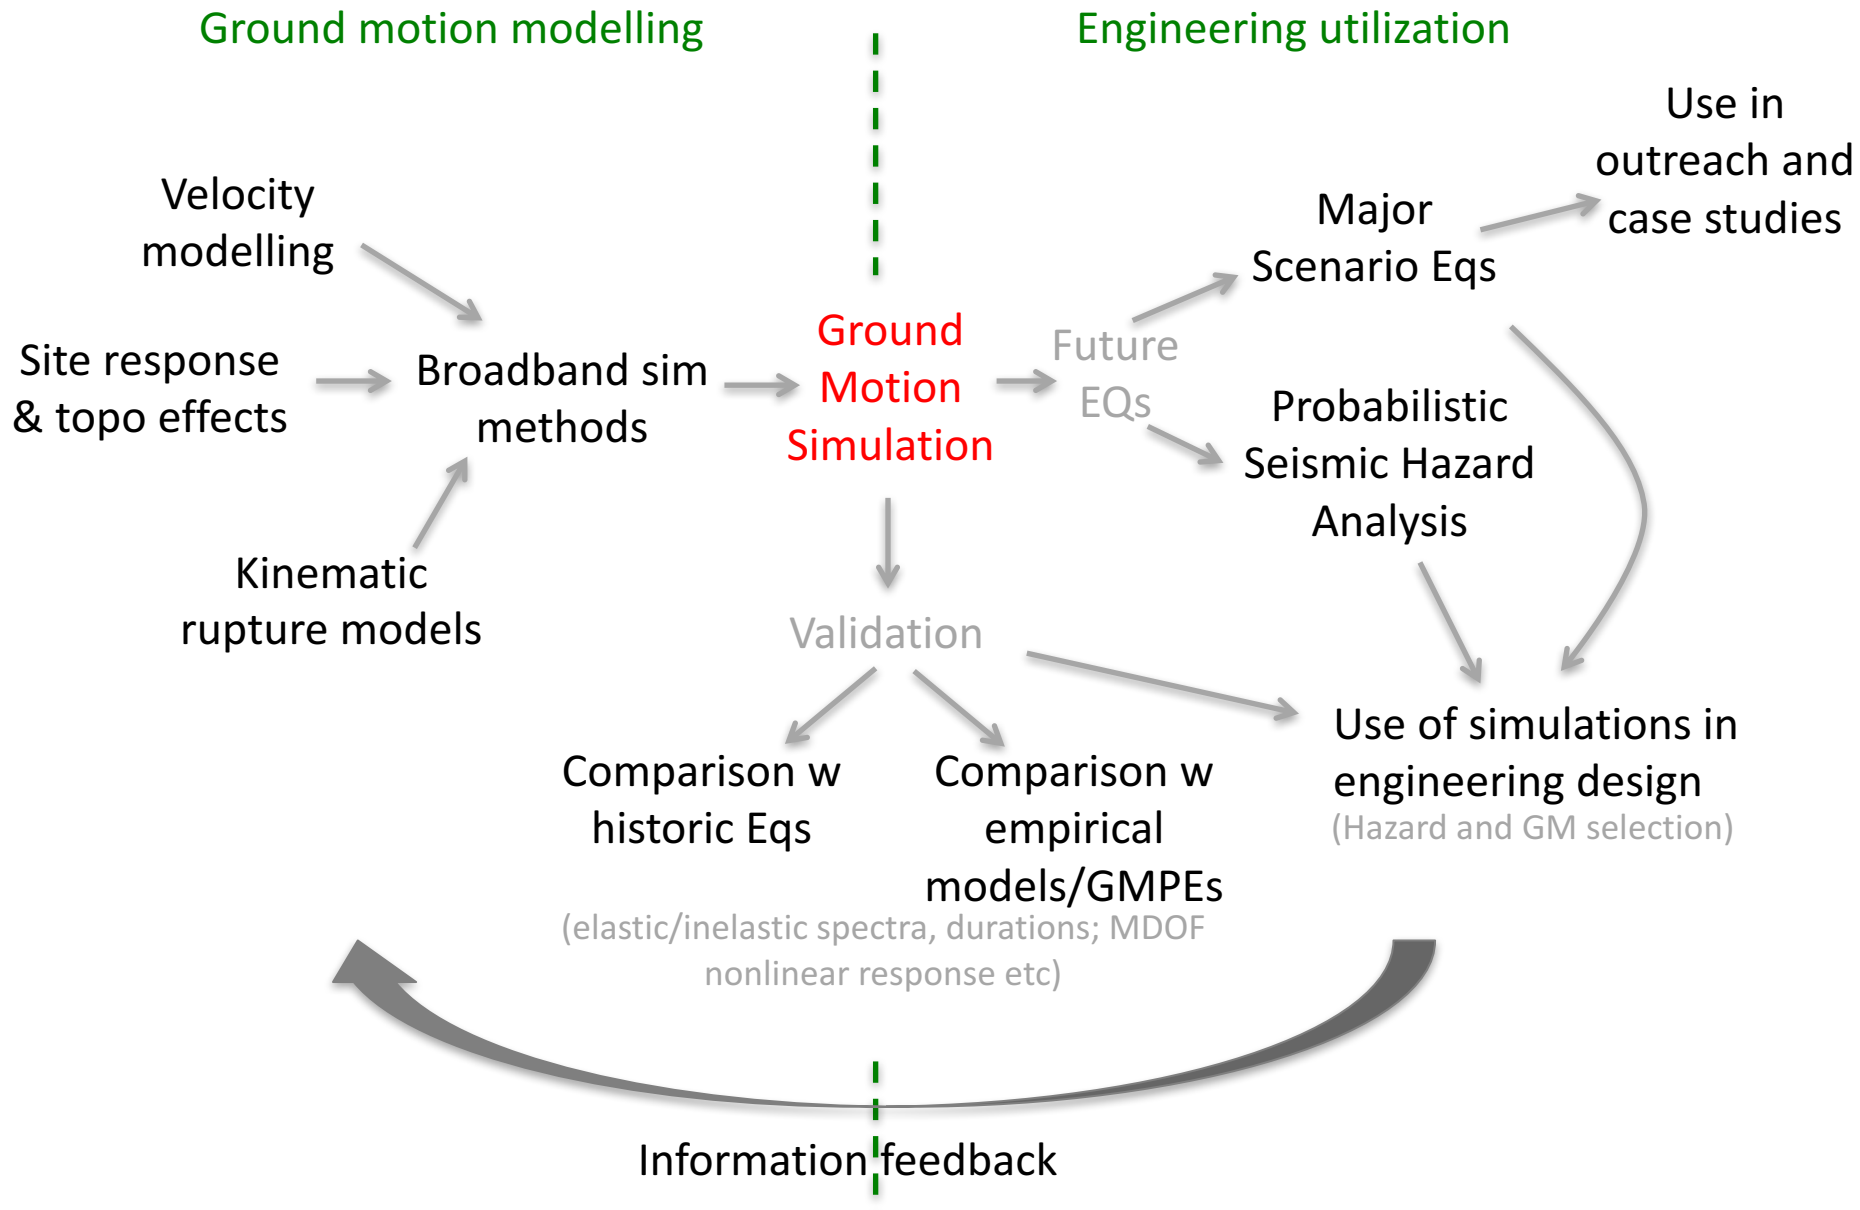 Ground motion modelling
Engineering utilization
Use in
outreach and
case studies
Velocity
modelling
Major
Scenario Eqs
Site response
& topo effects
Broadband sim
methods
Ground
Motion
Simulation
Future
EQs
Probabilistic
Seismic Hazard
Analysis
Kinematic
rupture models
Validation
Comparison w
historic Eqs
Comparison w
empirical
models/GMPEs
(elastic/inelastic spectra, durations; MDOF
nonlinear response etc)
Use of simulations in
engineering design
(Hazard and GM selection)
Information feedback